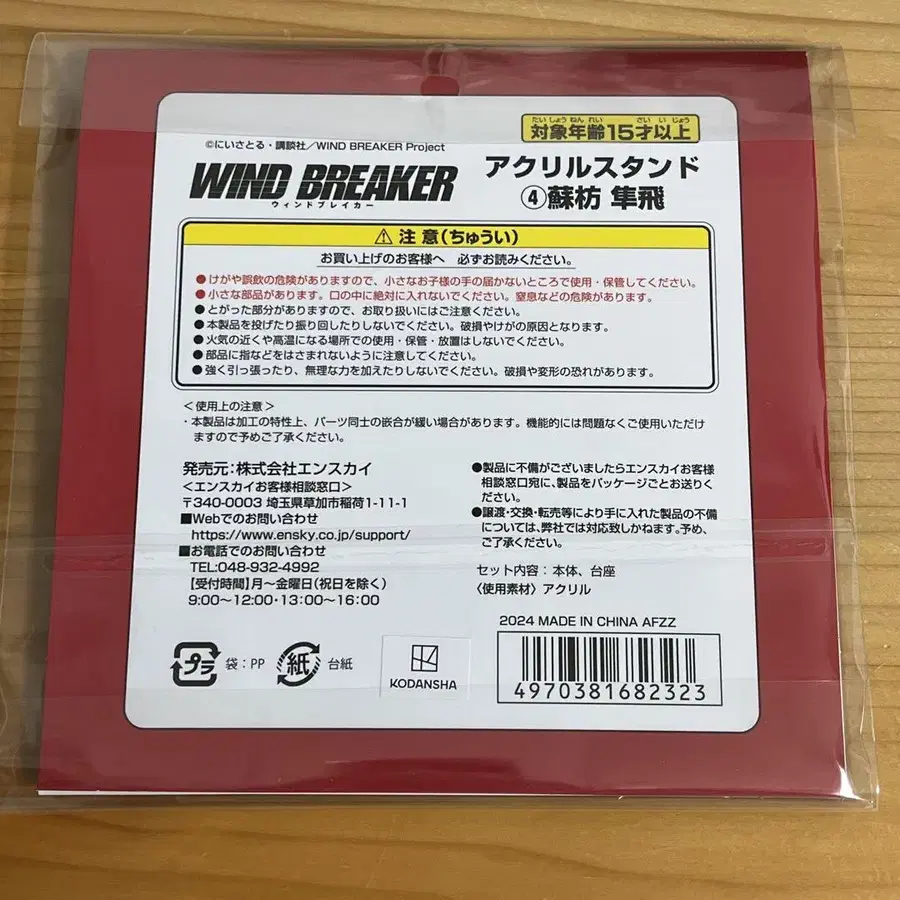 たいしょうねんれい さいいじょう
対象年齢15才以上
©にいさとる・講談社/WIND BREAKER Project
WIND BREAKER
ウィンドブレイカー
アクリルスタンド
④蘇枋 隼飛
⚠注意(ちゅうい)
お買い上げのお客様へ 必ずお読みください。
●けがや誤飲の危険がありますので、小さなお子様の手の届かないところで使用・保管してください。
●小さな部品があります。口の中に絶対に入れないでください。窒息などの危険があります。
●とがった部分がありますので、お取り扱いにはご注意ください。
●本製品を投げたり振り回したりしないでください。破損やけがの原因となります。
●火気の近くや高温になる場所での使用・保管・放置はしないでください。
●部品に指などをはさまれないように注意してください。
●強く引っ張ったり、無理な力を加えたりしないでください。破損や変形の恐れがあります。
<使用上の注意>
・本製品は加工の特性上、パーツ同士の嵌合が緩い場合があります。機能的には問題なくご使用いただけ
ますので予めご了承ください。
発売元:株式会社エンスカイ
<エンスカイお客様相談窓口>
〒340-0003 埼玉県草加市稲荷1-11-1
■Webでのお問い合わせ
https://www.ensky.co.jp/support/
■お電話でのお問い合わせ
TEL:048-932-4992
【受付時間】月〜金曜日(祝日を除く)
9:00〜12:00・13:00〜16:00
●製品に不備がございましたらエンスカイお客様
相談窓口宛に、製品をパッケージごとお送りく
ださい。
●譲渡・交換・転売等により手に入れた製品の不備
については、弊社では対応致しかねます。予め、
ご了承ください。
セット内容:本体、台座
〈使用素材〉アクリル
2024 MADE IN CHINA AFZZ
プラ 袋:PP
紙 台紙
KODANSHA
4970381682323